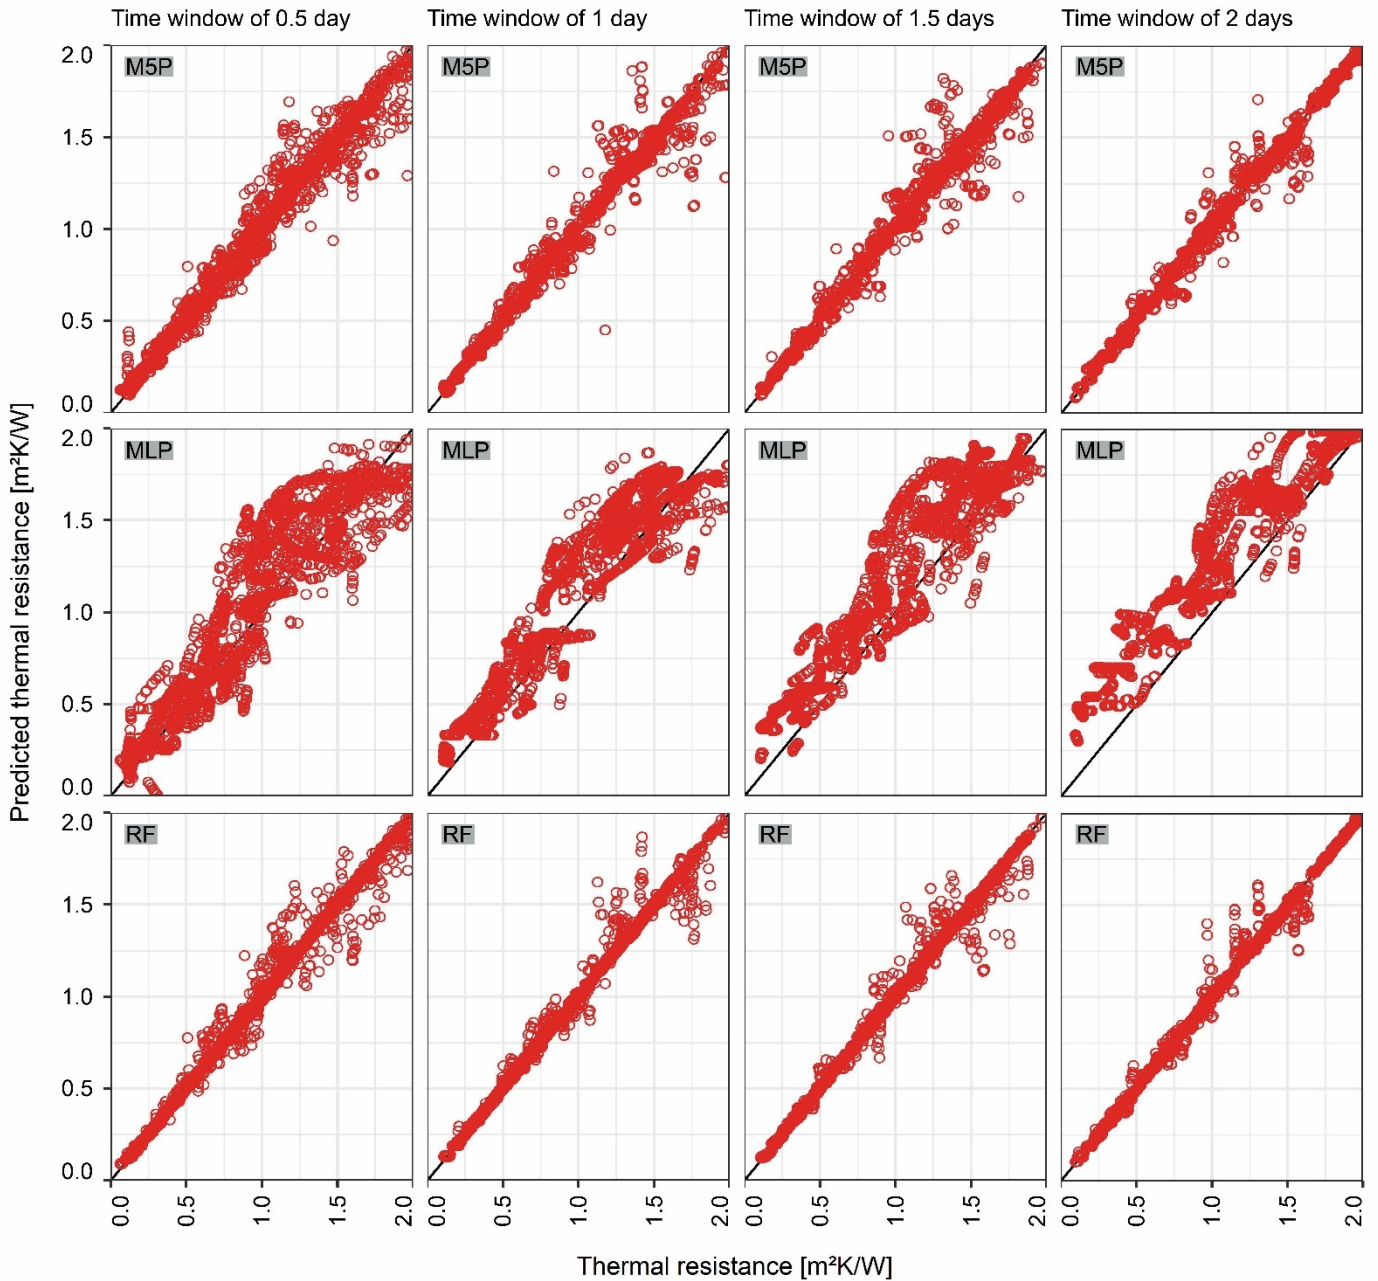 Time window of 0.5 day
Time window of 1 day
Time window of 1.5 days
Time window of 2 days
2.0
M5P
M5P
M5P
M5P
1.5
1.0
0.5
0.0
2.0
MLP
MLP
MLP
MLP
1.5
1.0
0.5
0.0
2.0
RF
RF
RF
RF
1.5
1.0
0.5
0.0
Predicted thermal resistance [m²K/W]
0.0 0.5 1.0 1.5 2.0
0.0 0.5 1.0 1.5 2.0
0.0 0.5 1.0 1.5 2.0
0.0 0.5 1.0 1.5 2.0
Thermal resistance [m²K/W]